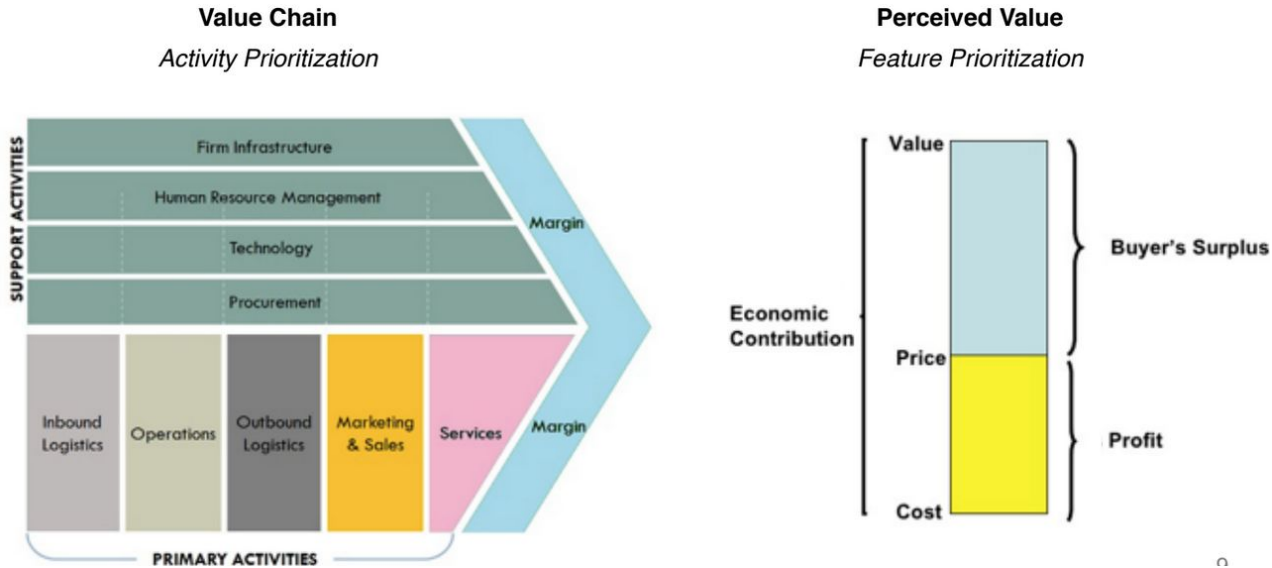 Value Chain
Activity Prioritization
SUPPORT ACTIVITIES
Firm Infrastructure
Human Resource Management
Technology
Procurement
Margin
Inbound
Logistics
Operations
Outbound
Logistics
Marketing
& Sales
Services
Margin
PRIMARY ACTIVITIES
Perceived Value
Feature Prioritization
Value
Buyer's Surplus
Economic
Contribution
Price
Profit
Cost